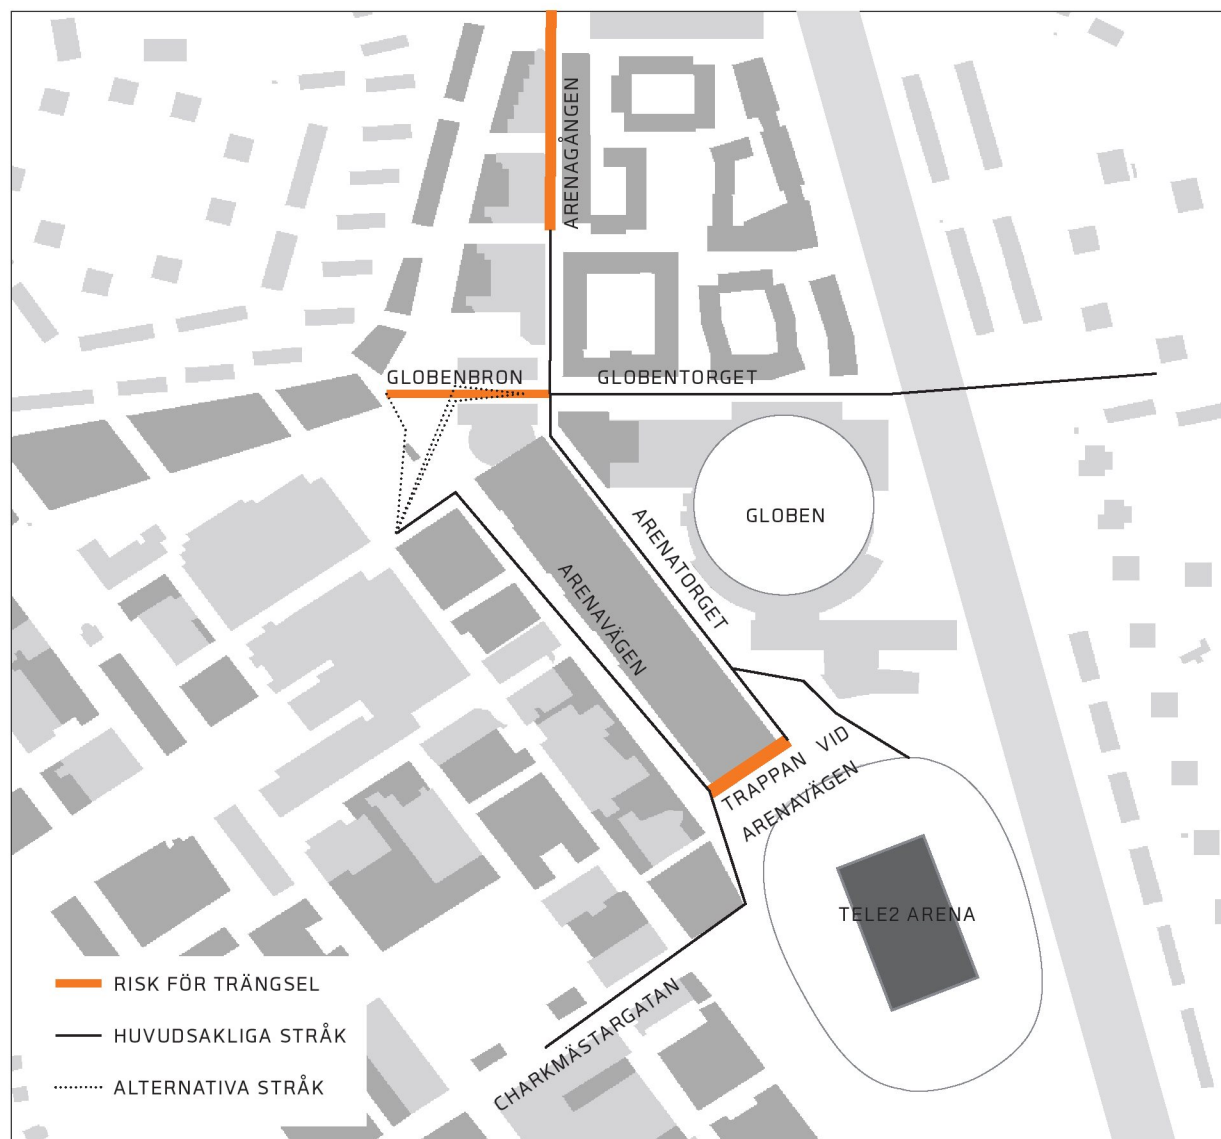 ARENAGÅNGEN
GLOBENBRON
GLOBENTORGET
GLOBEN
ARENATORGET
ARENAVÄGEN
TRAPPAN VID
ARENAVÄGEN
TELE2 ARENA
CHARKMÄSTARGATAN
RISK FÖR TRÄNGSEL
HUVUDSAKLIGA STRÅK
ALTERNATIVA STRÅK